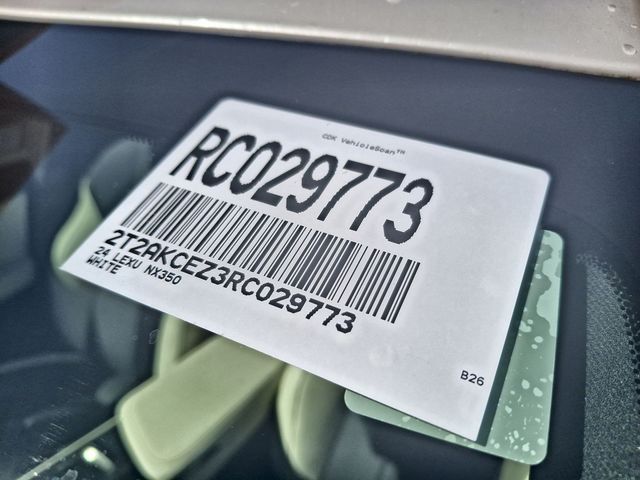 CDK VehicleScan™
RC029773
2T2AKCEZ3RC029773
24 LEXU NX350
WHITE
B26